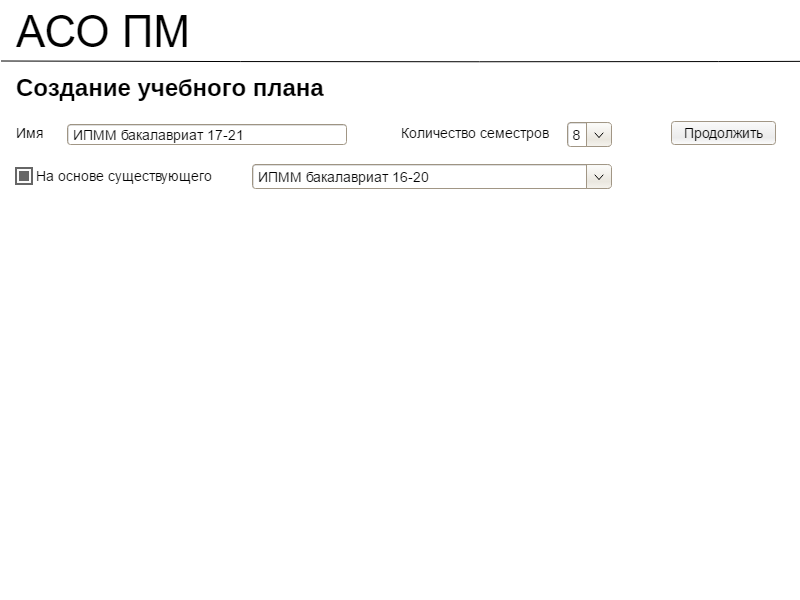 АСО ПМ
Создание учебного плана
Имя ИПММ бакалавриат 17-21 Количество семестров 8 Продолжить
На основе существующего ИПММ бакалавриат 16-20